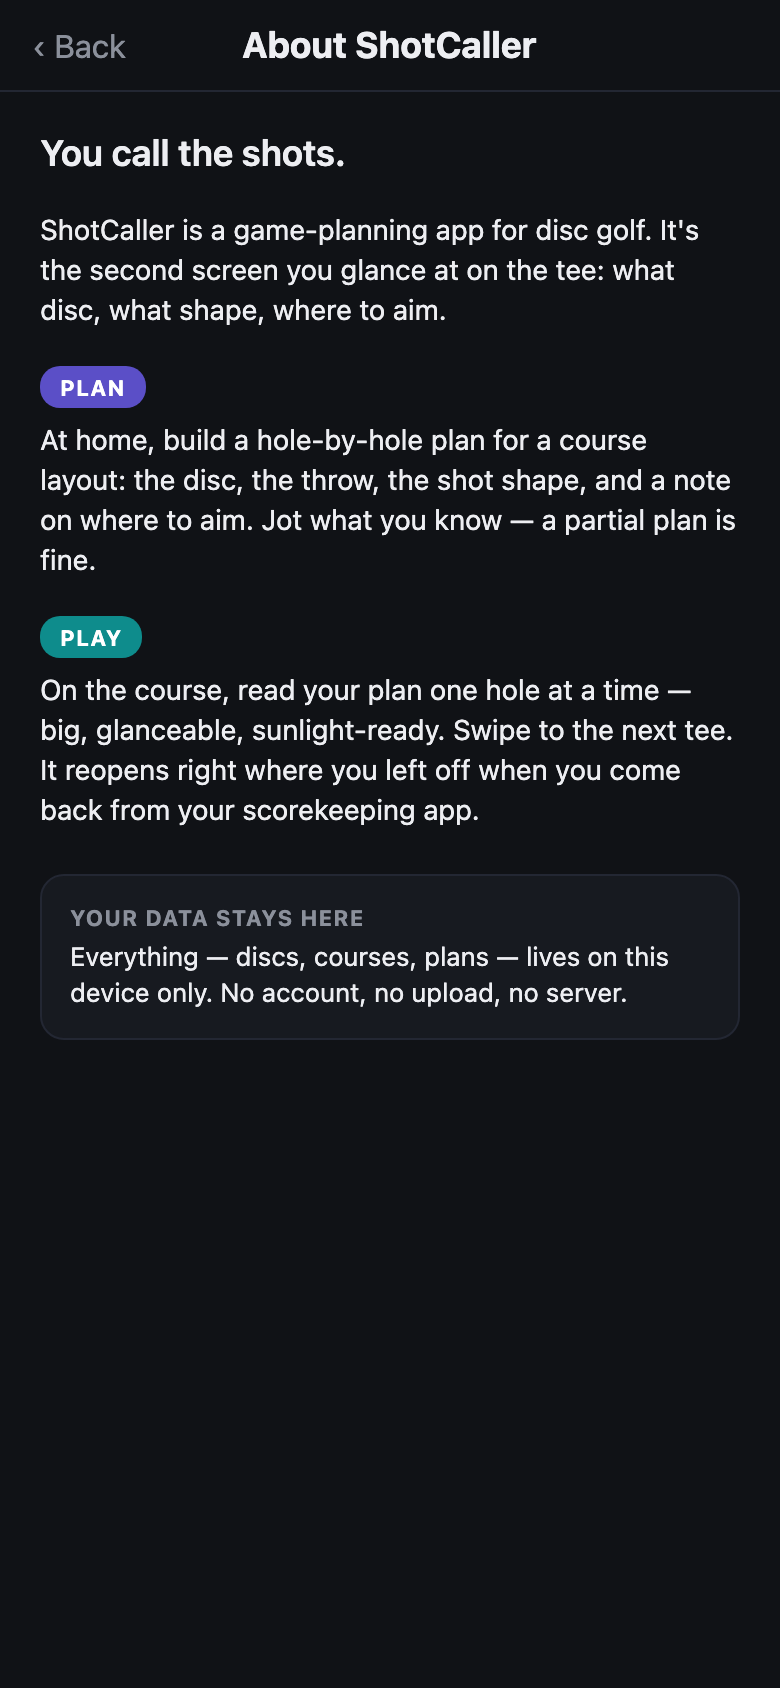 ‹ Back
About ShotCaller
You call the shots.
ShotCaller is a game-planning app for disc golf. It's
the second screen you glance at on the tee: what
disc, what shape, where to aim.
PLAN
At home, build a hole-by-hole plan for a course
layout: the disc, the throw, the shot shape, and a note
on where to aim. Jot what you know — a partial plan is
fine.
PLAY
On the course, read your plan one hole at a time —
big, glanceable, sunlight-ready. Swipe to the next tee.
It reopens right where you left off when you come
back from your scorekeeping app.
YOUR DATA STAYS HERE
Everything — discs, courses, plans — lives on this
device only. No account, no upload, no server.